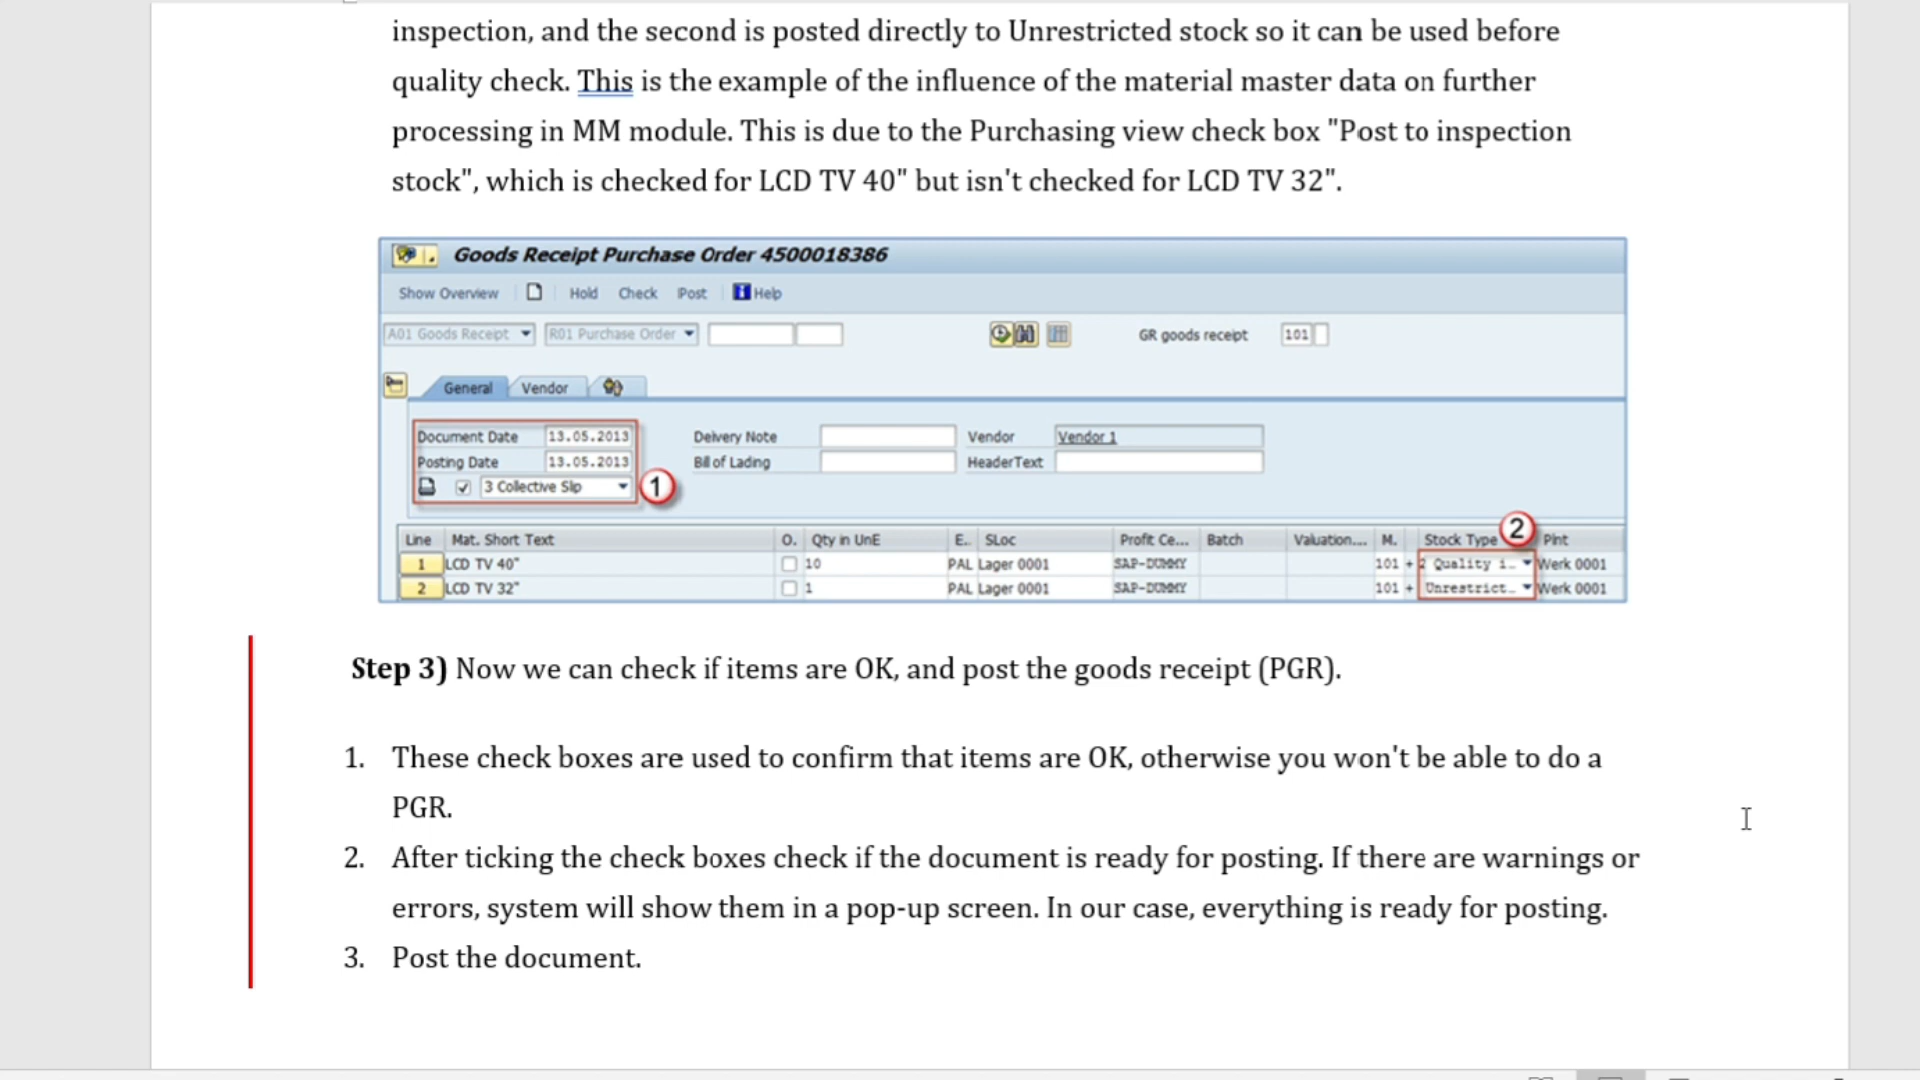 inspection, and the second is posted directly to Unrestricted stock so it can be used before
quality check. This is the example of the influence of the material master data on further
processing in MM module. This is due to the Purchasing view check box "Post to inspection
stock", which is checked for LCD TV 40" but isn't checked for LCD TV 32".
Goods Receipt Purchase Order 4500018386
Show Overview Hold Check Post Help
A01 Goods Receipt R01 Purchase Order GR goods receipt 101
General Vendor
Document Date 13.05.2013 Delivery Note Vendor Vendor 1
Posting Date 13.05.2013 Bill of Lading HeaderText
3 Collective Slip 1
2
Line Mat. Short Text O. Qty in UnE E.. SLoc Profit Ce... Batch Valuation.... M. Stock Type Plnt
1 LCD TV 40" 10 PAL Lager 0001 SAP-DUMMY 101 + 2 Quality i… Werk 0001
2 LCD TV 32" 1 PAL Lager 0001 SAP-DUMMY 101 + Unrestrict… Werk 0001
Step 3) Now we can check if items are OK, and post the goods receipt (PGR).
1. These check boxes are used to confirm that items are OK, otherwise you won't be able to do a
PGR.
2. After ticking the check boxes check if the document is ready for posting. If there are warnings or
errors, system will show them in a pop-up screen. In our case, everything is ready for posting.
3. Post the document.